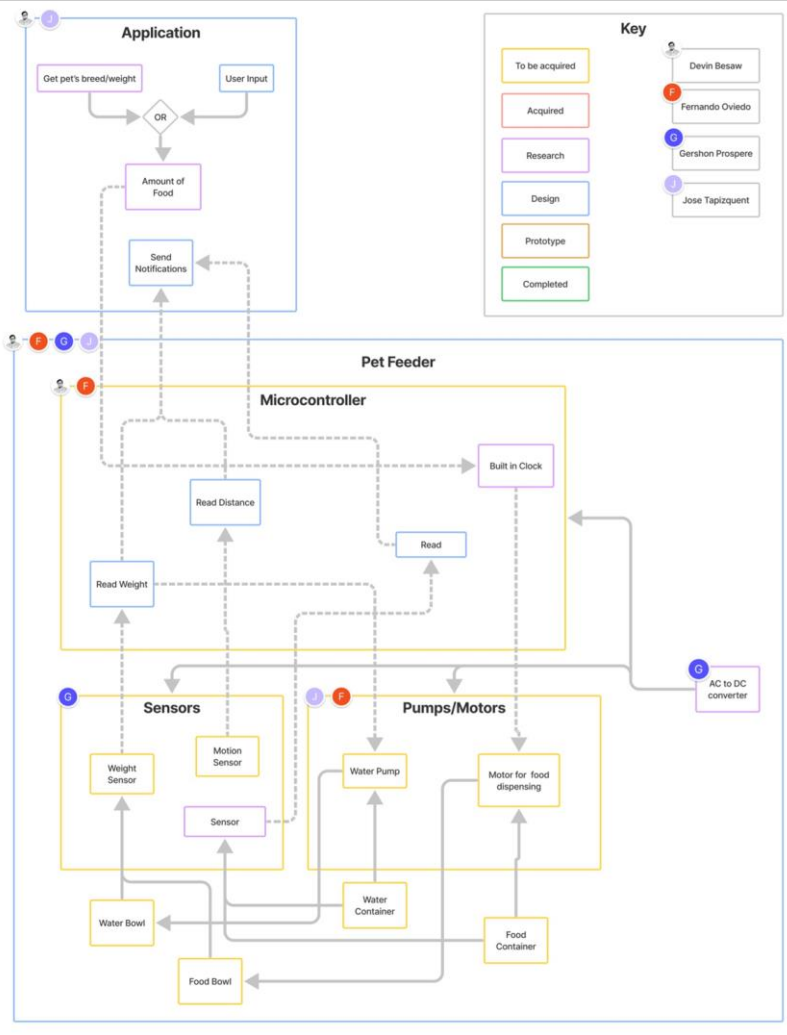 J
Application
Get pet's breed/weight
User Input
OR
Amount of
Food
Send
Notifications
Key
To be acquired
Acquired
Research
Design
Prototype
Completed
Devin Besaw
F
Fernando Oviedo
G
Gershon Prospere
J
Jose Tapizquent
F
G
J
Pet Feeder
F
Microcontroller
Built in Clock
Read Distance
Read
Read Weight
G
AC to DC
converter
G
Sensors
Weight
Sensor
Motion
Sensor
Sensor
J
F
Pumps/Motors
Water Pump
Motor for food
dispensing
Water Bowl
Water
Container
Food
Container
Food Bowl